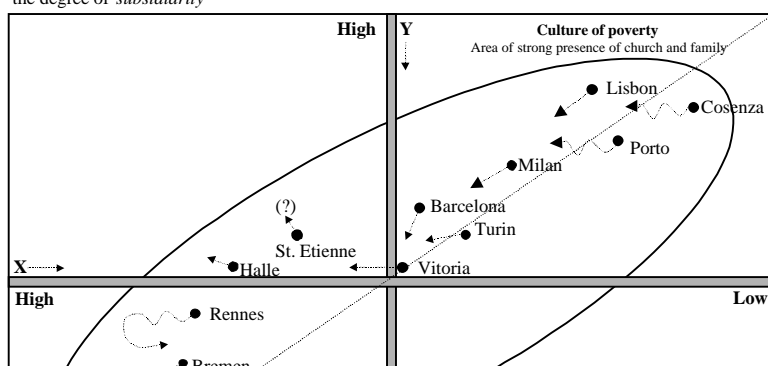 the degree of subsidiarity
High Y Culture of poverty
Area of strong presence of church and family
Lisbon
Cosenza
Porto
Milan
Barcelona
(?)
Turin
St. Etienne
X Halle Vitoria
High Low
Rennes
Bremen